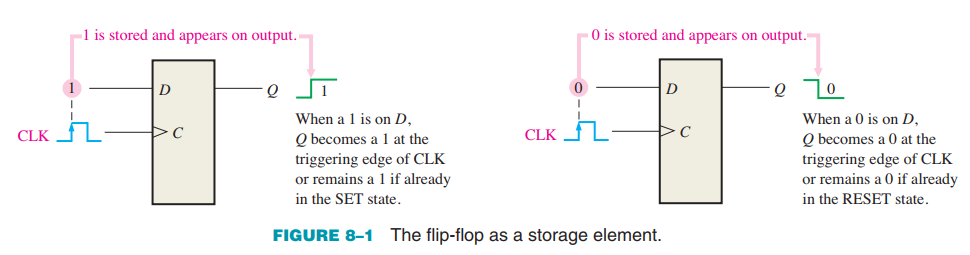 1 is stored and appears on output.
1
D
Q
1
CLK
C
When a 1 is on D,
Q becomes a 1 at the
triggering edge of CLK
or remains a 1 if already
in the SET state.
0 is stored and appears on output.
0
D
Q
0
CLK
C
When a 0 is on D,
Q becomes a 0 at the
triggering edge of CLK
or remains a 0 if already
in the RESET state.
FIGURE 8–1 The flip-flop as a storage element.